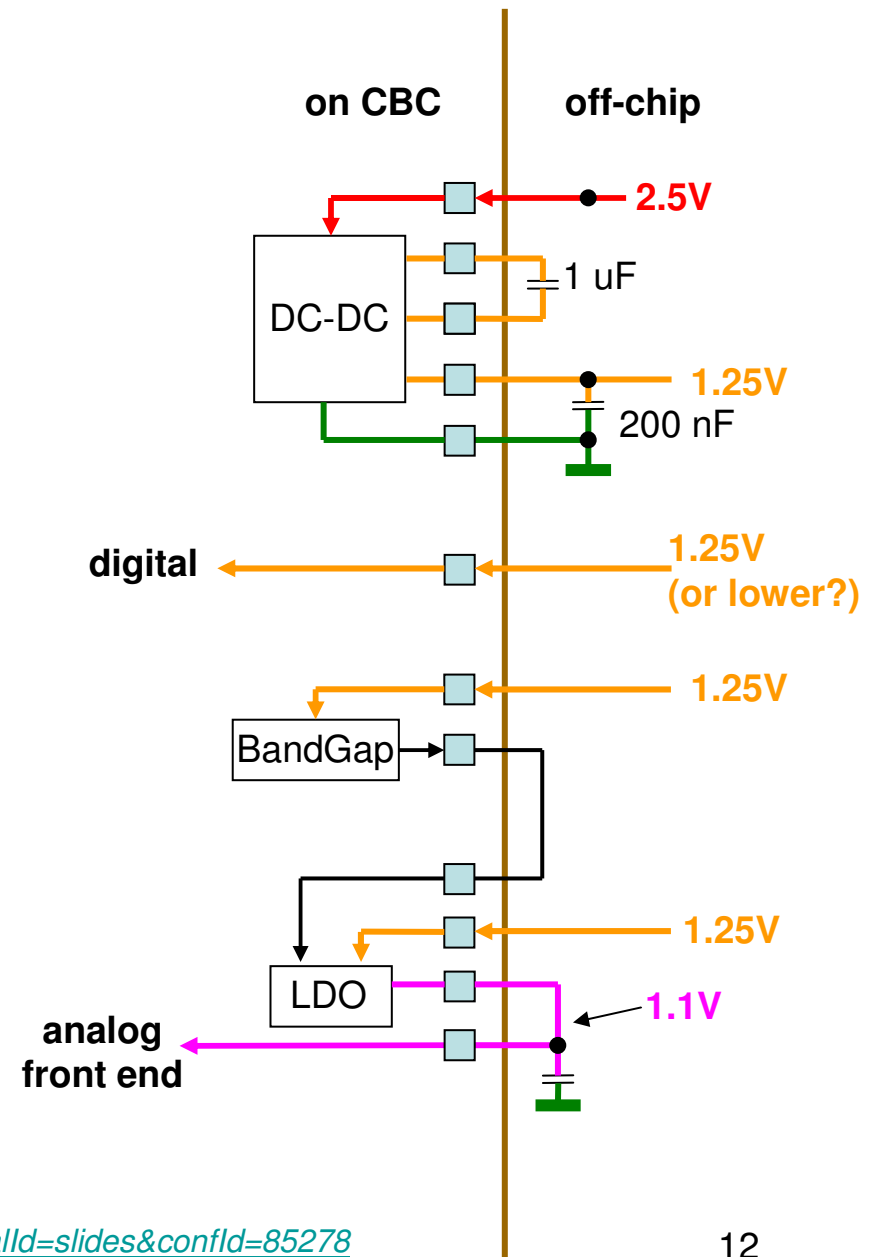 on CBC
off-chip
2.5V
1 uF
DC-DC
1.25V
200 nF
digital
1.25V
(or lower?)
1.25V
BandGap
1.25V
LDO
1.1V
analog
front end
lId=slides&confId=85278
12